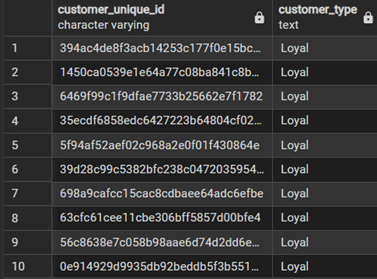 customer_unique_id customer_type
character varying text
1 394ac4de8f3acb14253c177f0e15bc... Loyal
2 1450ca0539e1e64a77c08ba841c8b... Loyal
3 6469f99c1f9dfae7733b25662e7f1782 Loyal
4 35ecdf6858edc6427223b64804cf02... Loyal
5 5f94af52aef02c968a2e0f01f430864e Loyal
6 39d28c99c5382bfc238c0472035954... Loyal
7 698a9cafcc15cac8cdbaee64adc6efbe Loyal
8 63cfc61cee11cbe306bff5857d00bfe4 Loyal
9 56c8638e7c058b98aae6d74d2dd6e... Loyal
10 0e914929d9935db92beddb5f3b551... Loyal